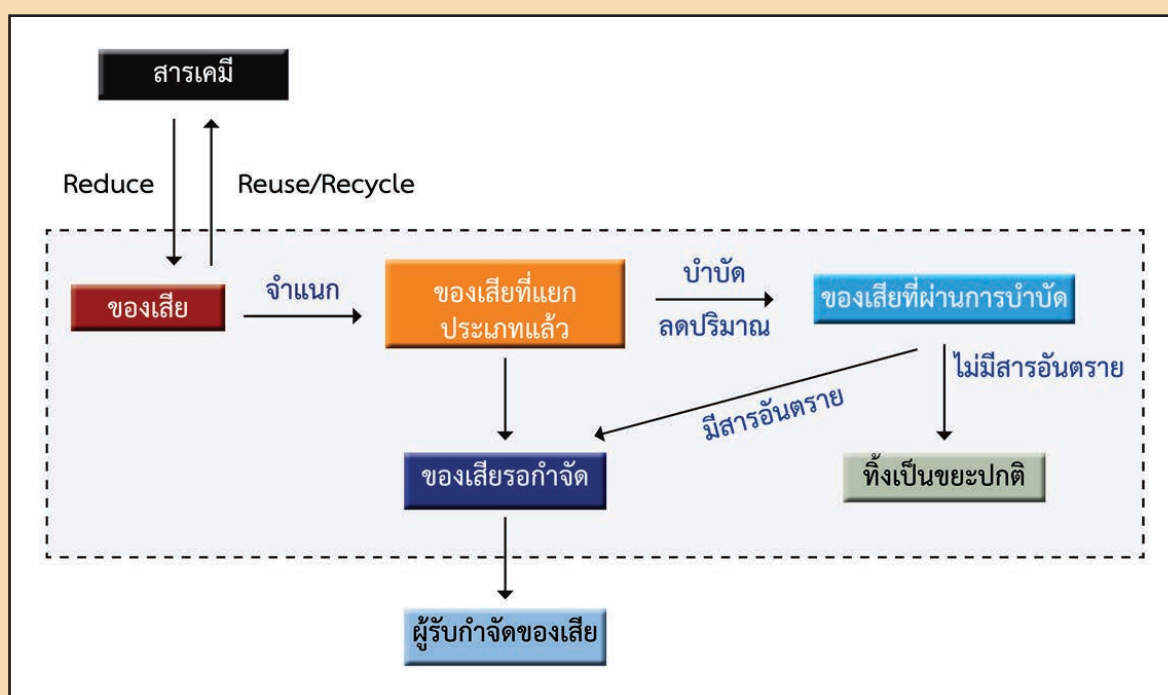 สารเคมี
Reduce
Reuse/Recycle
ของเสีย
จำแนก
ของเสียที่แยก
ประเภทแล้ว
บำบัด
ลดปริมาณ
ของเสียที่ผ่านการบำบัด
มีสารอันตราย
ไม่มีสารอันตราย
ของเสียรอกำจัด
ทิ้งเป็นขยะปกติ
ผู้รับกำจัดของเสีย